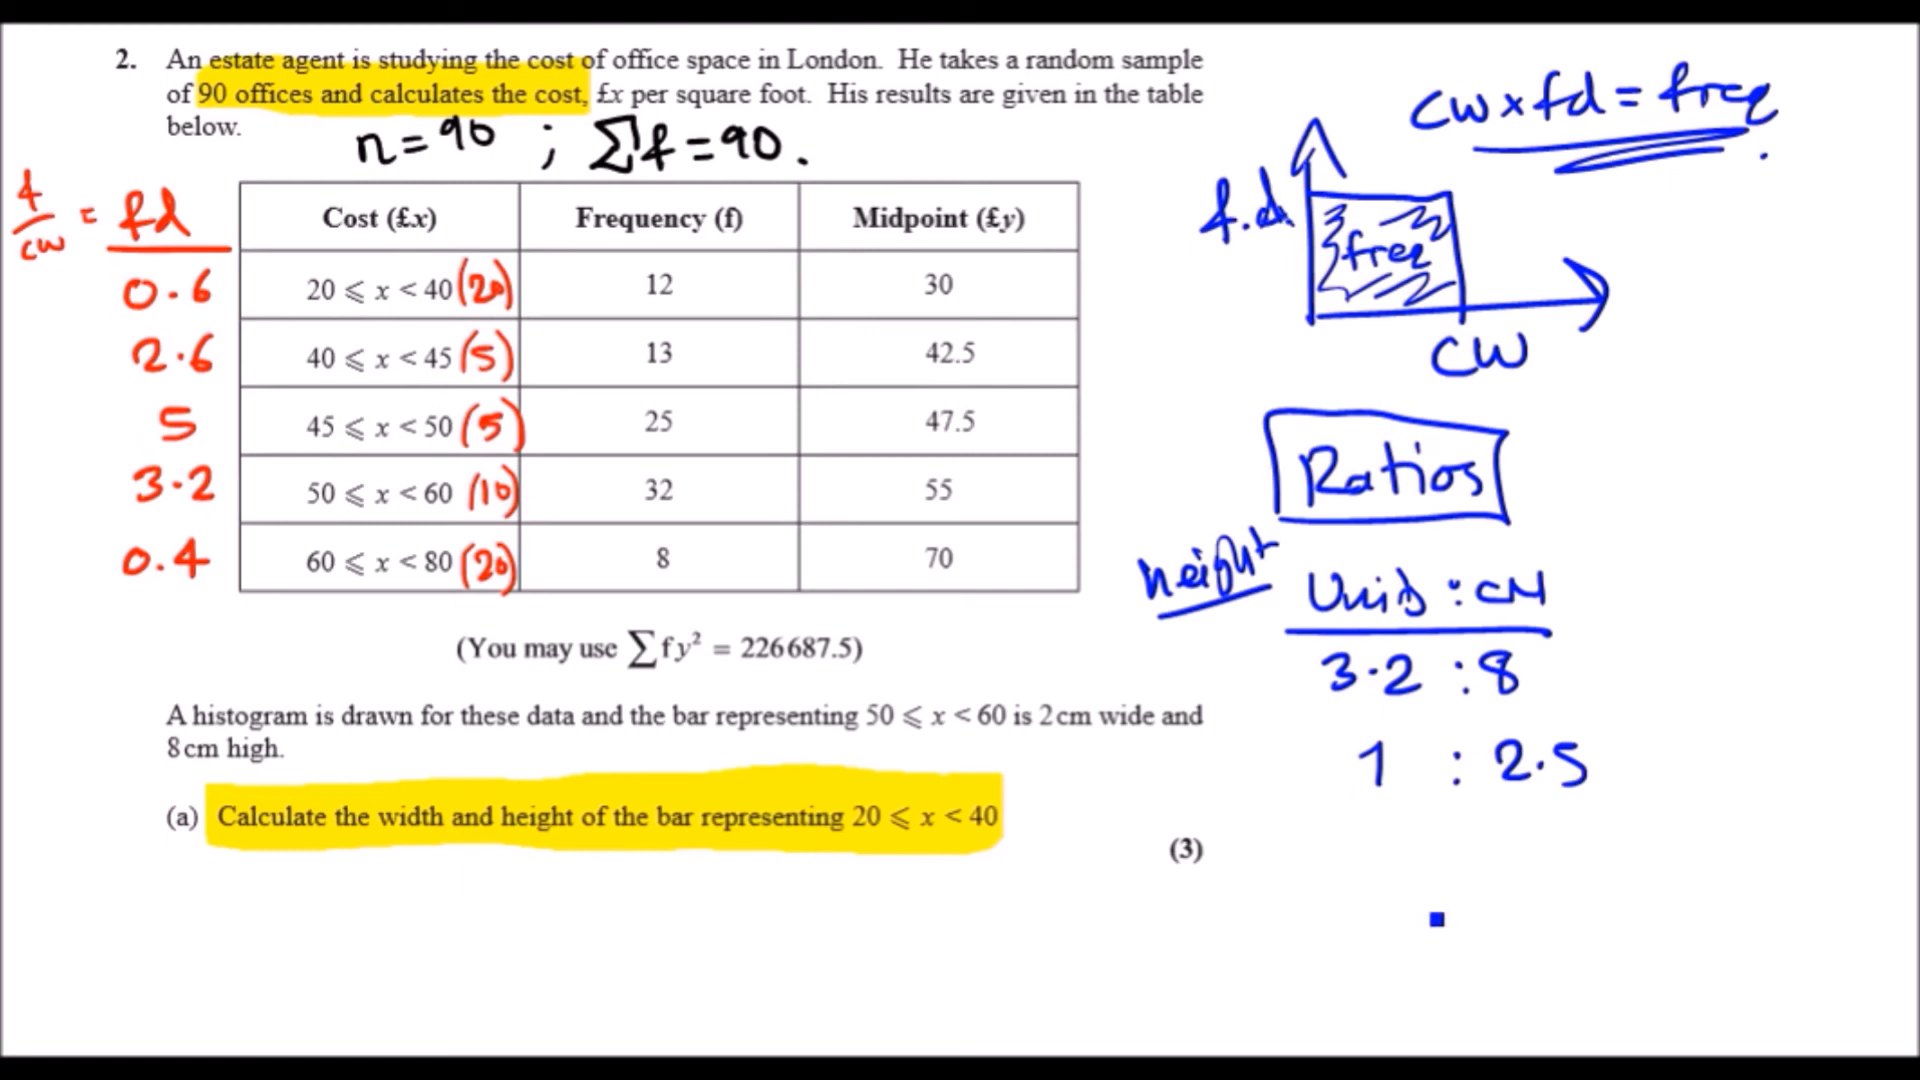 2. An estate agent is studying the cost of office space in London. He takes a random sample
of 90 offices and calculates the cost, £x per square foot. His results are given in the table
below.
n=90 ; ∑f=90.
cw×fd=freq.
f.d.
freq
cw
f/cw = fd
Cost (£x) Frequency (f) Midpoint (£y)
0.6 20 ⩽ x < 40 (20) 12 30
2.6 40 ⩽ x < 45 (5) 13 42.5
5 45 ⩽ x < 50 (5) 25 47.5
3.2 50 ⩽ x < 60 (10) 32 55
0.4 60 ⩽ x < 80 (20) 8 70
(You may use ∑fy² = 226687.5)
A histogram is drawn for these data and the bar representing 50 ⩽ x < 60 is 2 cm wide and
8 cm high.
(a) Calculate the width and height of the bar representing 20 ⩽ x < 40
(3)
Ratios
height
Units : CM
3.2 : 8
1 : 2.5